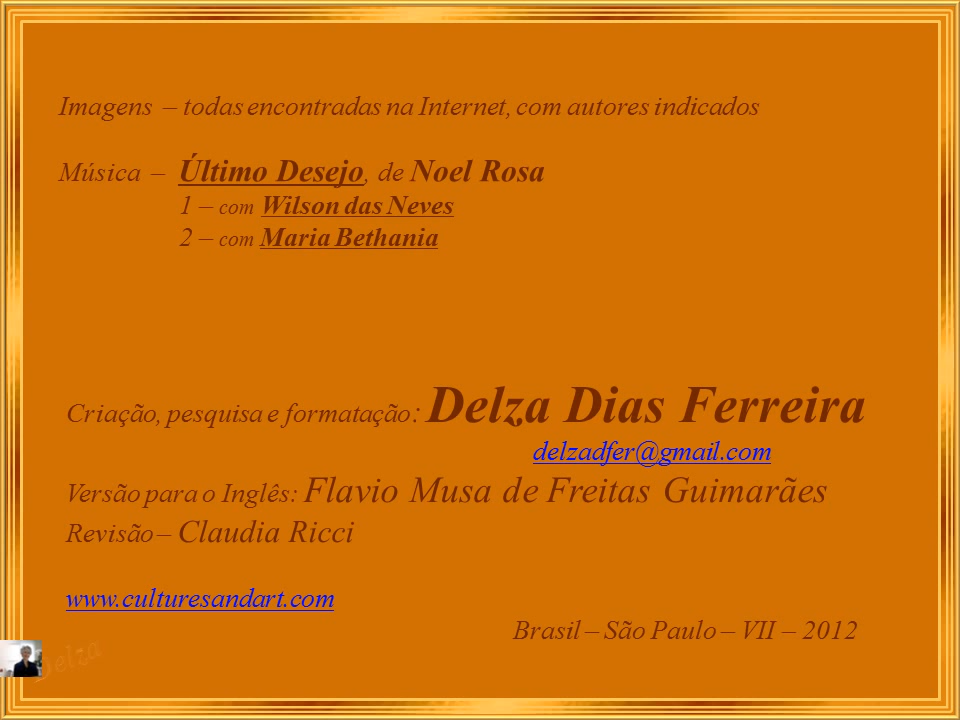 Imagens – todas encontradas na Internet, com autores indicados
Música – Último Desejo, de Noel Rosa
1 – com Wilson das Neves
2 – com Maria Bethania
Criação, pesquisa e formatação: Delza Dias Ferreira
delzadfer@gmail.com
Versão para o Inglês: Flavio Musa de Freitas Guimarães
Revisão – Claudia Ricci
www.culturesandart.com
Brasil – São Paulo – VII – 2012
Delza